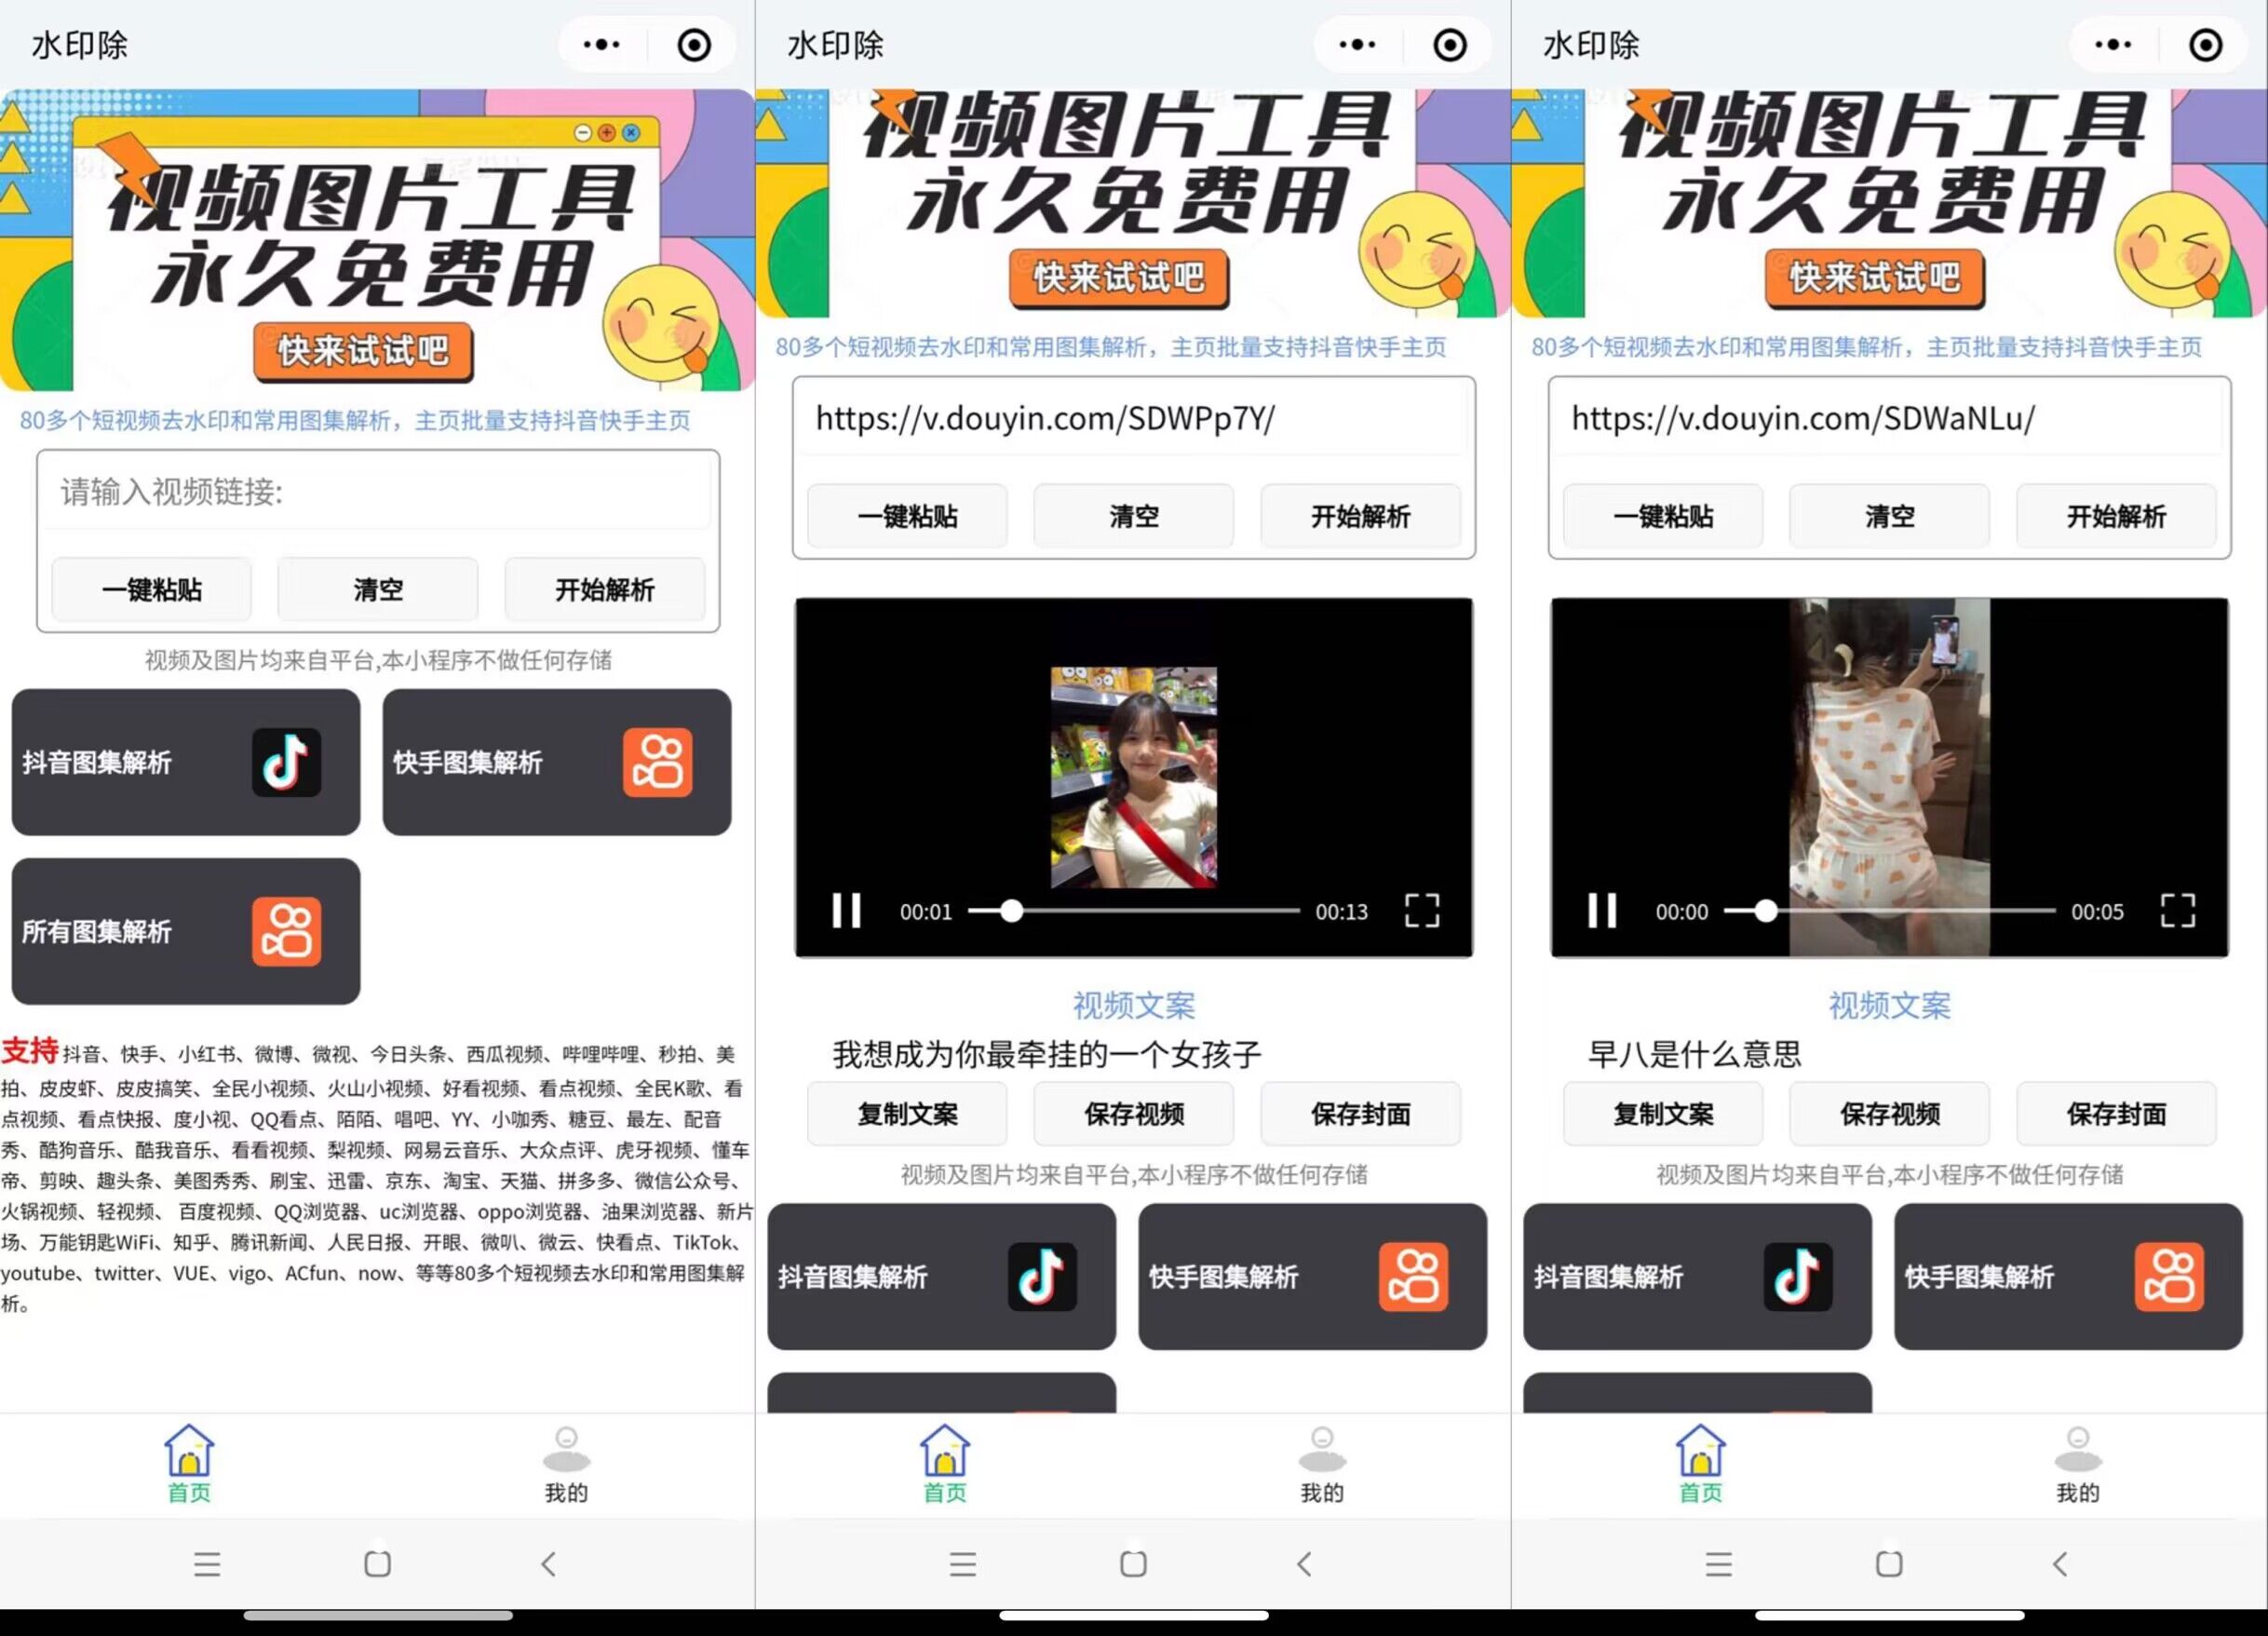 水印除
视频图片工具
永久免费用
快来试试吧
80多个短视频去水印和常用图集解析，主页批量支持抖音快手主页
请输入视频链接:
一键粘贴
清空
开始解析
视频及图片均来自平台,本小程序不做任何存储
抖音图集解析
快手图集解析
所有图集解析
支持 抖音、快手、小红书、微博、微视、今日头条、西瓜视频、哔哩哔哩、秒拍、美
拍、皮皮虾、皮皮搞笑、全民小视频、火山小视频、好看视频、看点视频、全民K歌、看
点视频、看点快报、度小视、QQ看点、陌陌、唱吧、YY、小咖秀、糖豆、最左、配音
秀、酷狗音乐、酷我音乐、看看视频、梨视频、网易云音乐、大众点评、虎牙视频、懂车
帝、剪映、趣头条、美图秀秀、刷宝、迅雷、京东、淘宝、天猫、拼多多、微信公众号、
火锅视频、轻视频、 百度视频、QQ浏览器、uc浏览器、oppo浏览器、油果浏览器、新片
场、万能钥匙WiFi、知乎、腾讯新闻、人民日报、开眼、微叭、微云、快看点、TikTok、
youtube、twitter、VUE、vigo、ACfun、now、等等80多个短视频去水印和常用图集解
析。
首页
我的
水印除
视频图片工具
永久免费用
快来试试吧
80多个短视频去水印和常用图集解析，主页批量支持抖音快手主页
https://v.douyin.com/SDWPp7Y/
一键粘贴
清空
开始解析
00:01
00:13
视频文案
我想成为你最牵挂的一个女孩子
复制文案
保存视频
保存封面
视频及图片均来自平台,本小程序不做任何存储
抖音图集解析
快手图集解析
首页
我的
水印除
视频图片工具
永久免费用
快来试试吧
80多个短视频去水印和常用图集解析，主页批量支持抖音快手主页
https://v.douyin.com/SDWaNLu/
一键粘贴
清空
开始解析
00:00
00:05
视频文案
早八是什么意思
复制文案
保存视频
保存封面
视频及图片均来自平台,本小程序不做任何存储
抖音图集解析
快手图集解析
首页
我的